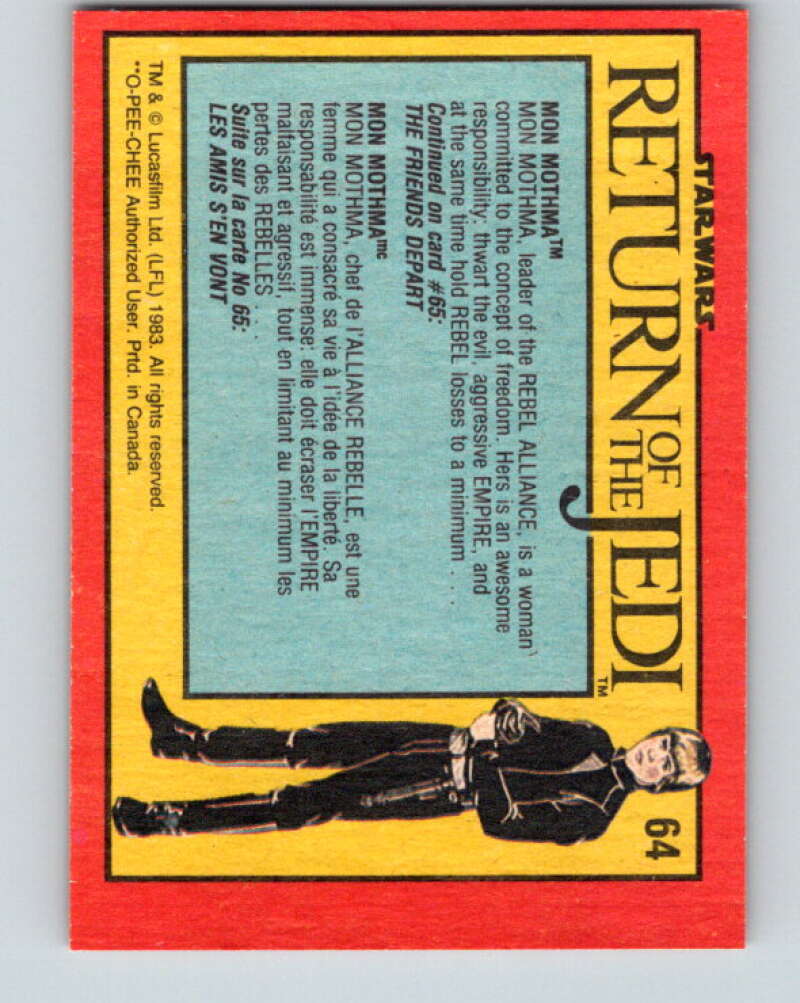 STAR WARS
RETURN OF THE JEDI™
64
MON MOTHMA™
MON MOTHMA, leader of the REBEL ALLIANCE, is a woman
committed to the concept of freedom. Hers is an awesome
responsibility: thwart the evil, aggressive EMPIRE, and
at the same time hold REBEL losses to a minimum . . .
Continued on card #65:
THE FRIENDS DEPART
MON MOTHMA™ᶜ
MON MOTHMA, chef de l'ALLIANCE REBELLE, est une
femme qui a consacré sa vie à l'idée de la liberté. Sa
responsabilité est immense: elle doit écraser l'EMPIRE
malfaisant et agressif, tout en limitant au minimum les
pertes des REBELLES . . .
Suite sur la carte No 65:
LES AMIS S'EN VONT
TM & © Lucasfilm Ltd. (LFL) 1983. All rights reserved.
**O-PEE-CHEE Authorized User. Prtd. in Canada.